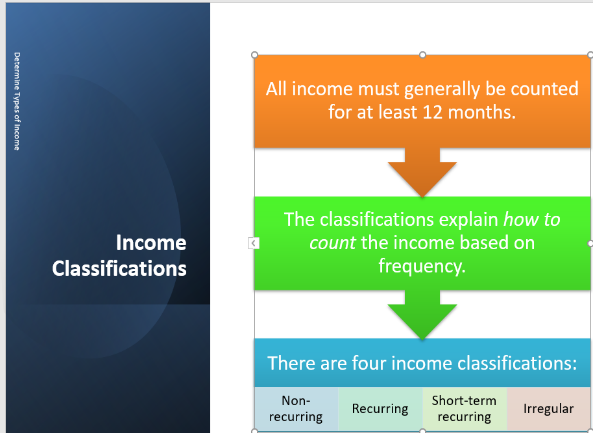 Determine Types of Income
Income
Classifications
All income must generally be counted
for at least 12 months.
The classifications explain how to
count the income based on
frequency.
There are four income classifications:
Non-
recurring
Recurring
Short-term
recurring
Irregular